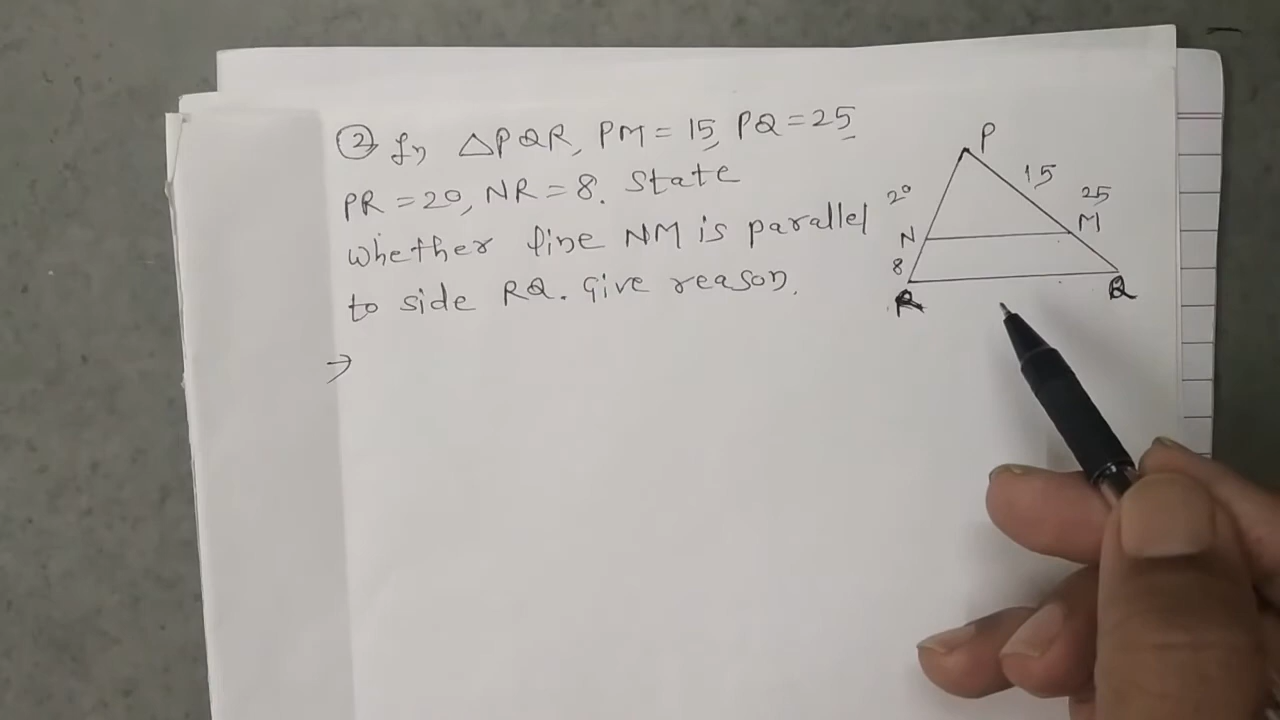 ② In △PQR, PM = 15, PQ = 25
PR = 20, NR = 8. State
whether line NM is parallel
to side RQ. Give reason.
→
P
15
20
25
N
M
8
R
Q